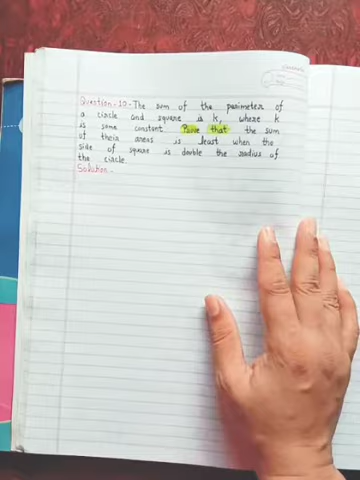 Question-10 - The sum of the perimeter of
a circle and square is k, where k
is some constant. Prove that the sum
of their areas is least when the
side of square is double the radius of
the circle.
Solution -